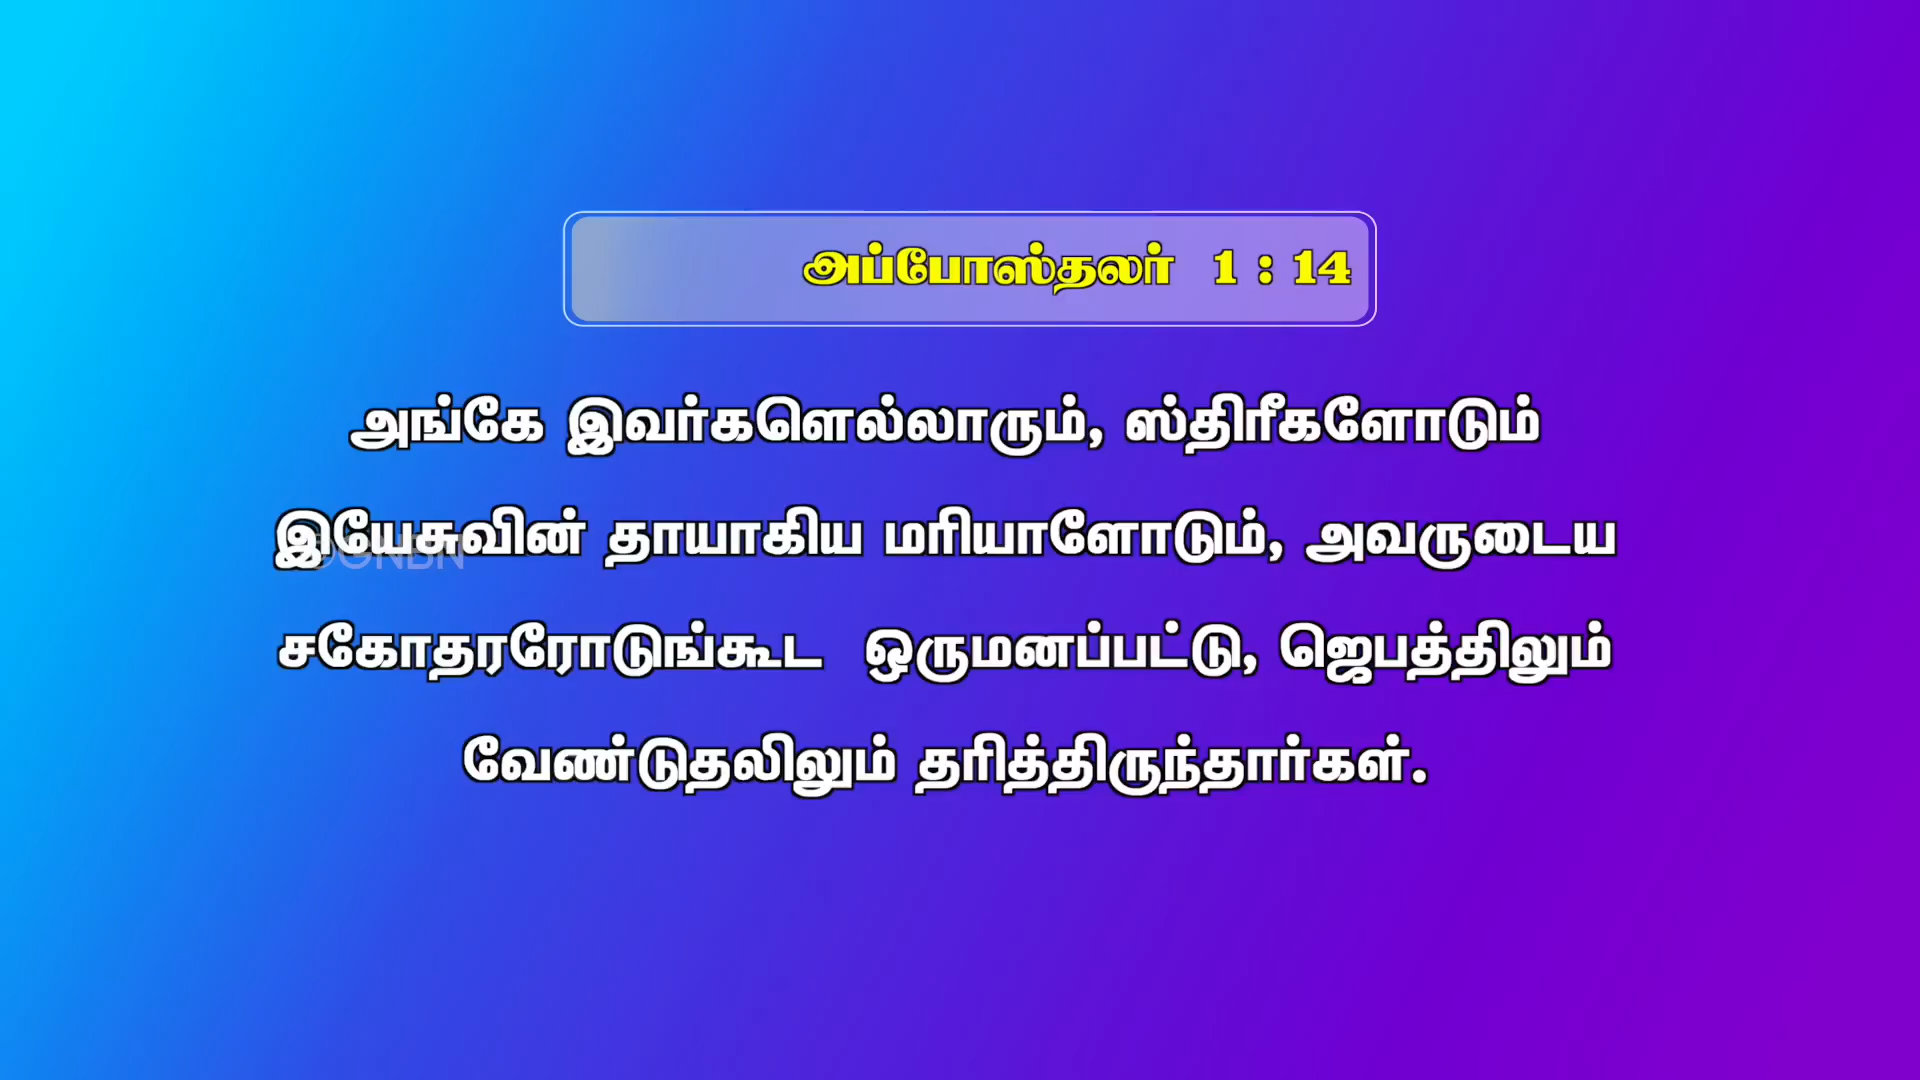 அப்போஸ்தலர் 1 : 14
அங்கே இவர்களெல்லாரும், ஸ்திரீகளோடும்
இயேசுவின் தாயாகிய மரியாளோடும், அவருடைய
@GNBN
சகோதரரோடுங்கூட ஒருமனப்பட்டு, ஜெபத்திலும்
வேண்டுதலிலும் தரித்திருந்தார்கள்.